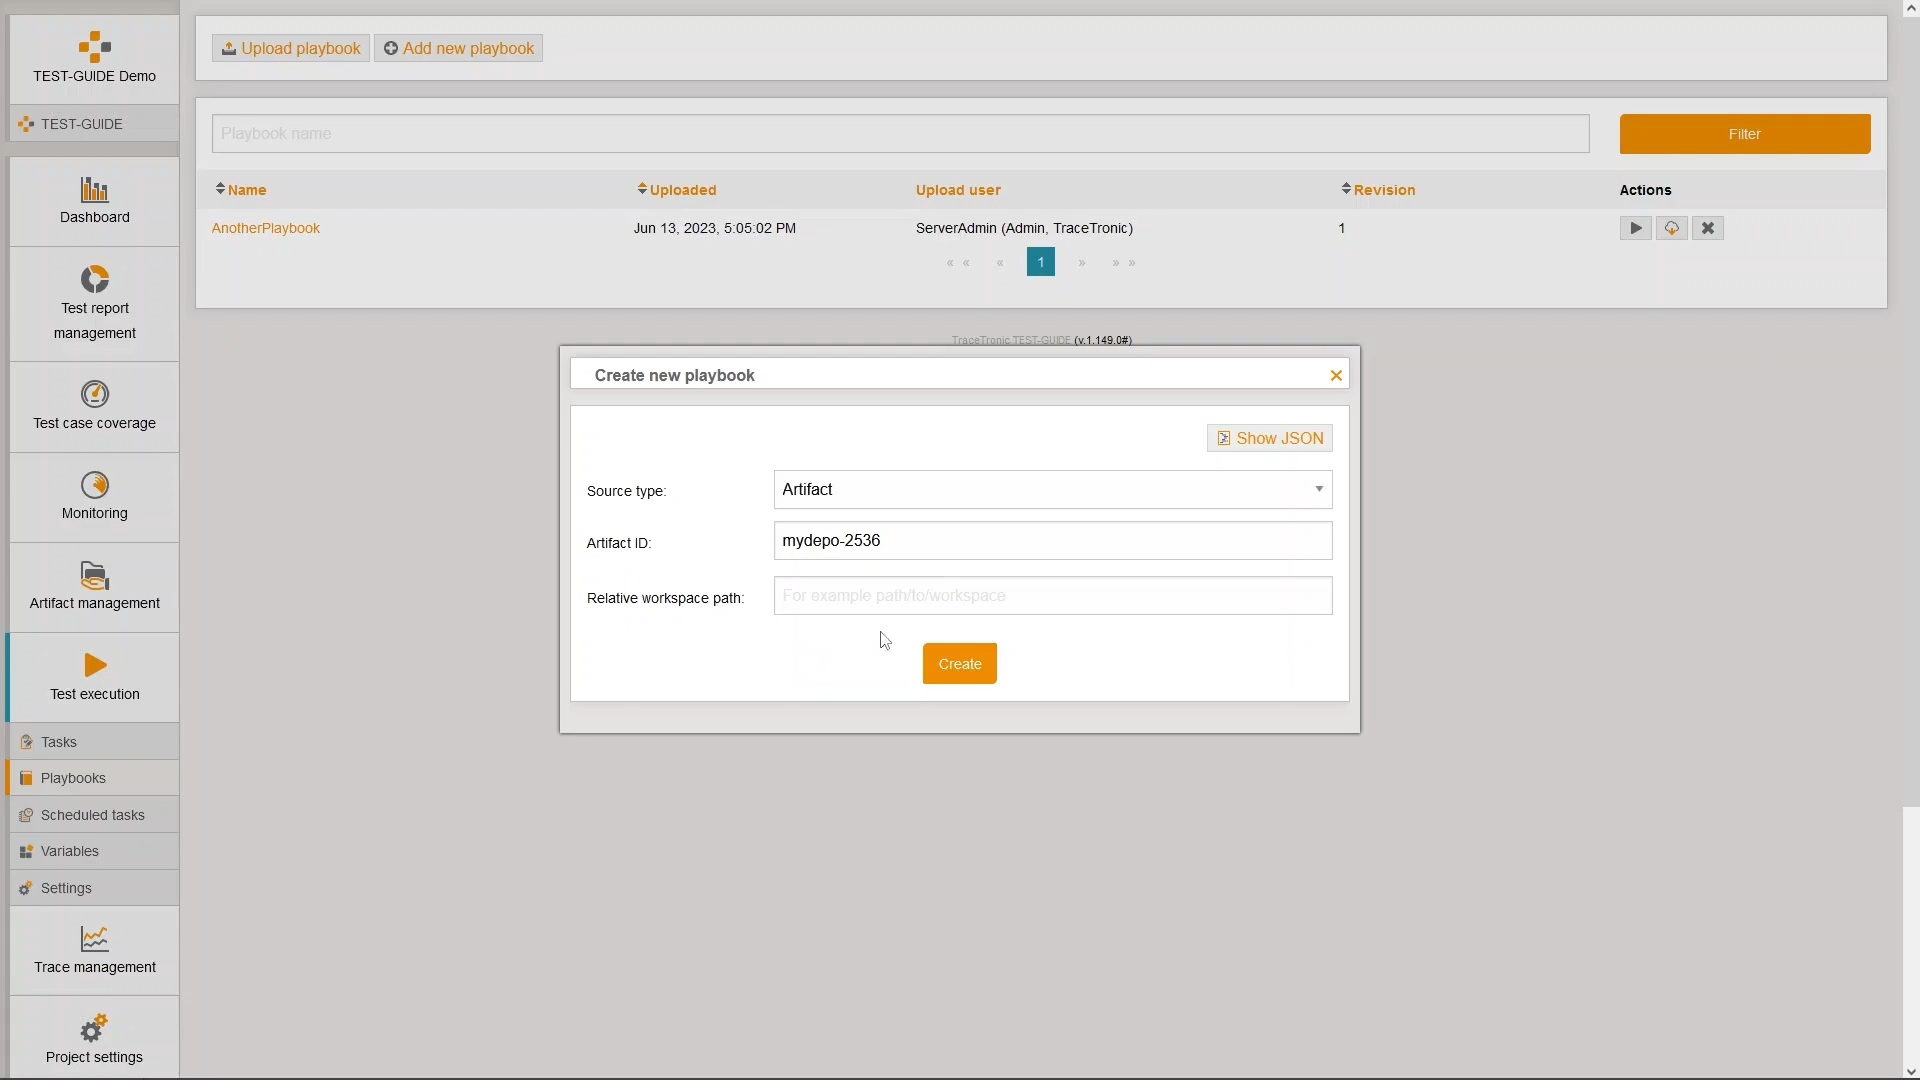 TEST-GUIDE Demo
TEST-GUIDE
Dashboard
Test report
management
Test case coverage
Monitoring
Artifact management
Test execution
Tasks
Playbooks
Scheduled tasks
Variables
Settings
Trace management
Project settings
Upload playbook
Add new playbook
Playbook name
Filter
Name Uploaded Upload user Revision Actions
AnotherPlaybook Jun 13, 2023, 5:05:02 PM ServerAdmin (Admin, TraceTronic) 1
« « « 1 » » »
TraceTronic TEST-GUIDE (v.1.149.0#)
Create new playbook
Show JSON
Source type: Artifact
Artifact ID: mydepo-2536
Relative workspace path: For example path/to/workspace
Create